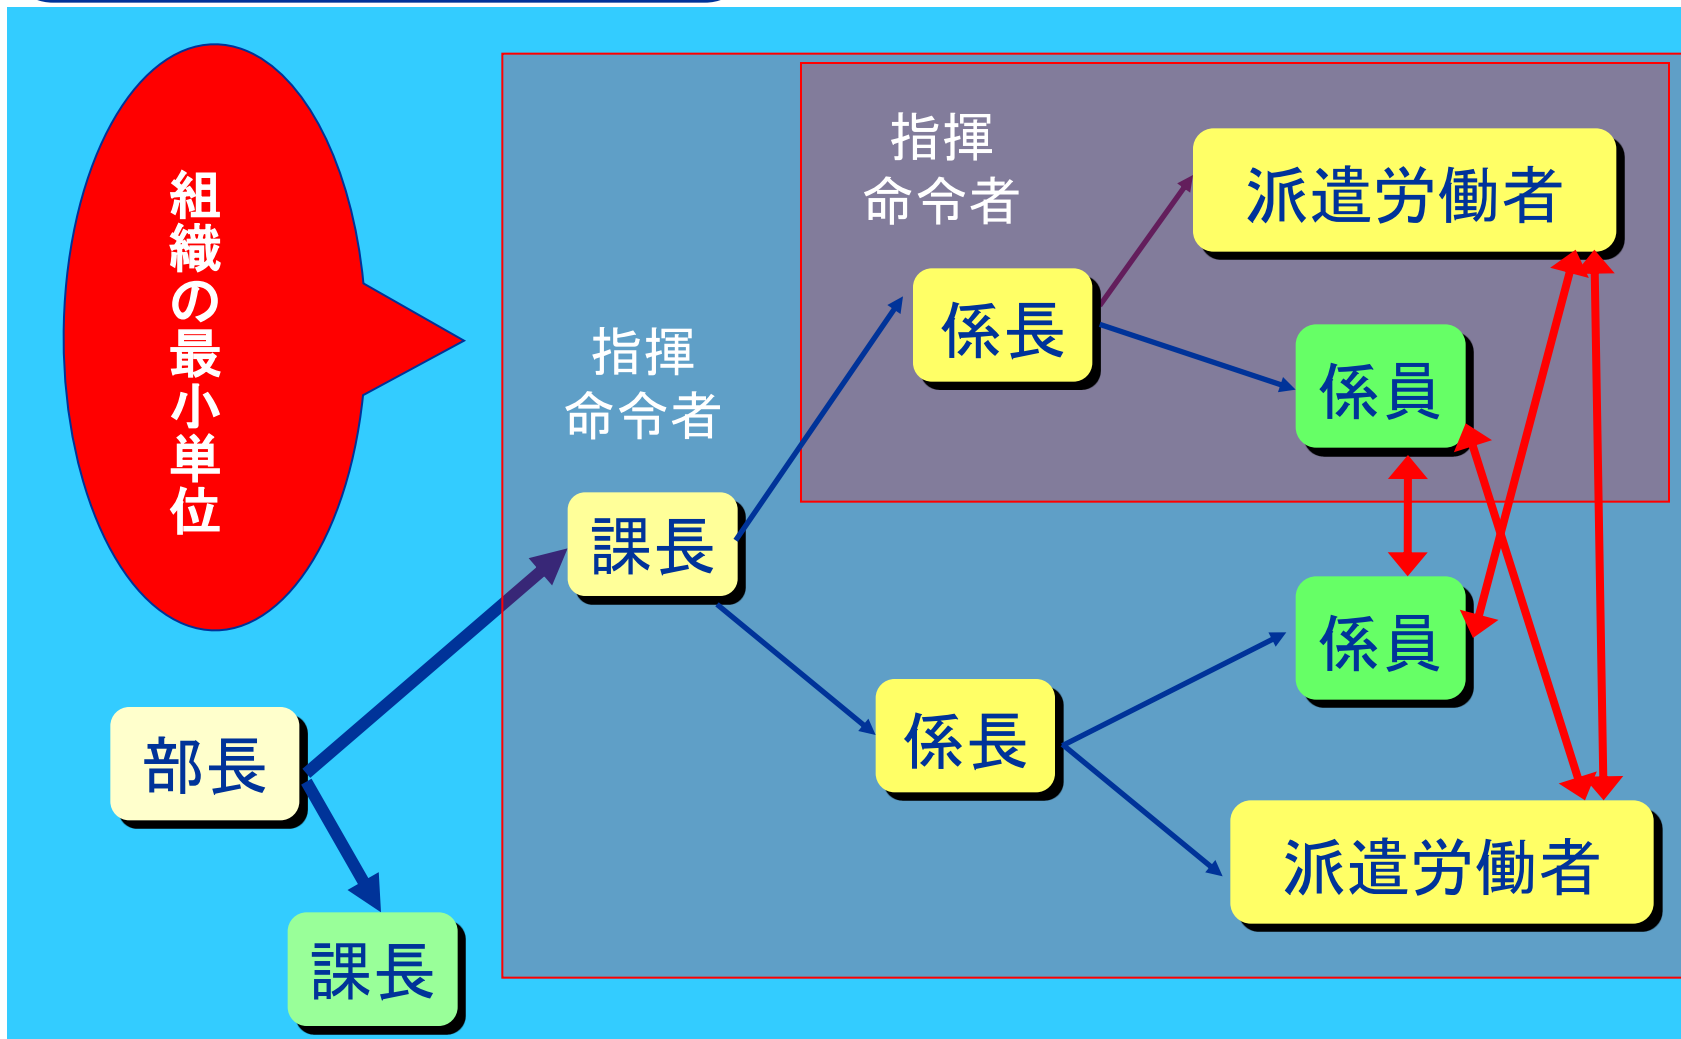 組織の最小単位
指揮
命令者
派遣労働者
係長
係員
指揮
命令者
課長
係員
係長
部長
派遣労働者
課長